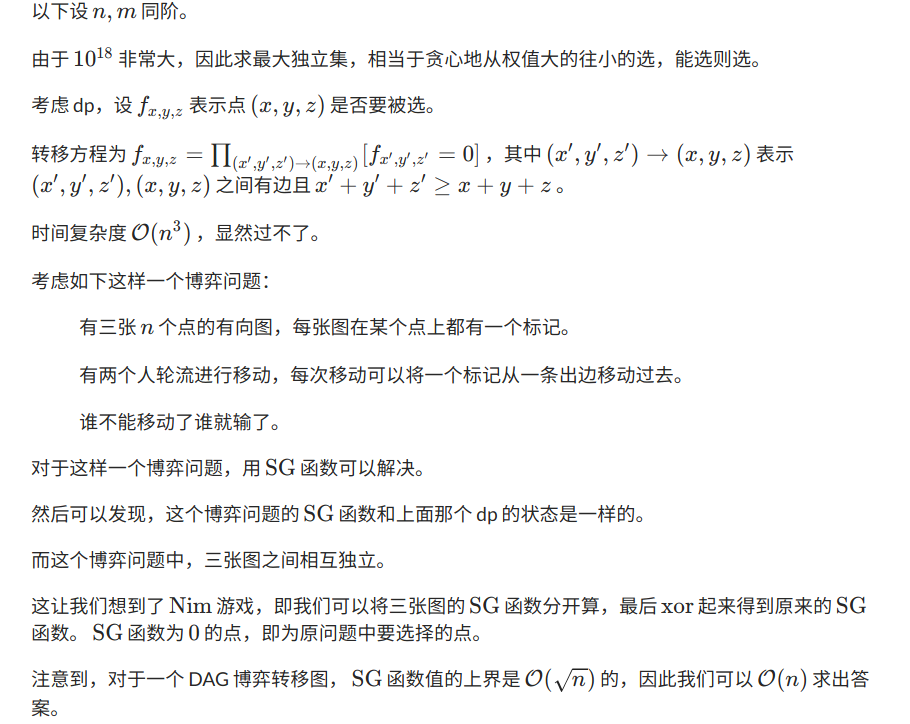 以下设 $n, m$ 同阶。
由于 $10^{18}$ 非常大，因此求最大独立集，相当于贪心地从权值大的往小的选，能选则选。
考虑 dp，设 $f_{x,y,z}$ 表示点 $(x, y, z)$ 是否要被选。
转移方程为 $f_{x,y,z} = \prod_{(x',y',z')\to(x,y,z)} [f_{x',y',z'} = 0]$ ，其中 $(x', y', z') \to (x, y, z)$ 表示
$(x', y', z'), (x, y, z)$ 之间有边且 $x' + y' + z' \geq x + y + z$ 。
时间复杂度 $\mathcal{O}(n^3)$ ，显然过不了。
考虑如下这样一个博弈问题：
有三张 $n$ 个点的有向图，每张图在某个点上都有一个标记。
有两个人轮流进行移动，每次移动可以将一个标记从一条出边移动过去。
谁不能移动了谁就输了。
对于这样一个博弈问题，用 SG 函数可以解决。
然后可以发现，这个博弈问题的 SG 函数和上面那个 dp 的状态是一样的。
而这个博弈问题中，三张图之间相互独立。
这让我们想到了 Nim 游戏，即我们可以将三张图的 SG 函数分开算，最后 xor 起来得到原来的 SG
函数。 SG 函数为 0 的点，即为原问题中要选择的点。
注意到，对于一个 DAG 博弈转移图， SG 函数值的上界是 $\mathcal{O}(\sqrt{n})$ 的，因此我们可以 $\mathcal{O}(n)$ 求出答
案。